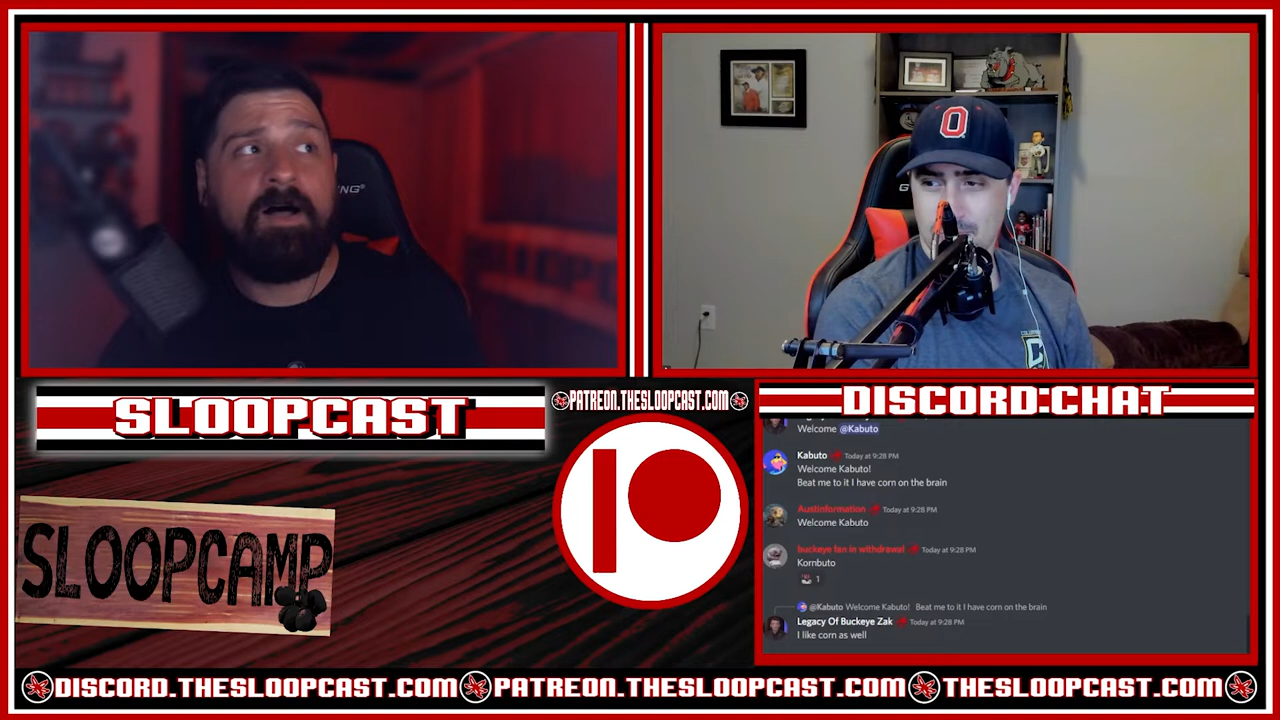 O
SLOOPCAST
PATREON.THESLOOPCAST.COM
DISCORD:CHAT
Welcome @Kabuto
Kabuto Today at 9:28 PM
Welcome Kabuto!
Beat me to it I have corn on the brain
Austinformation Today at 9:28 PM
Welcome Kabuto
buckeye fan in withdrawal Today at 9:28 PM
Kornbuto
1
@Kabuto Welcome Kabuto! Beat me to it I have corn on the brain
Legacy Of Buckeye Zak Today at 9:28 PM
I like corn as well
SLOOPCAMP
DISCORD.THESLOOPCAST.COM PATREON.THESLOOPCAST.COM THESLOOPCAST.COM